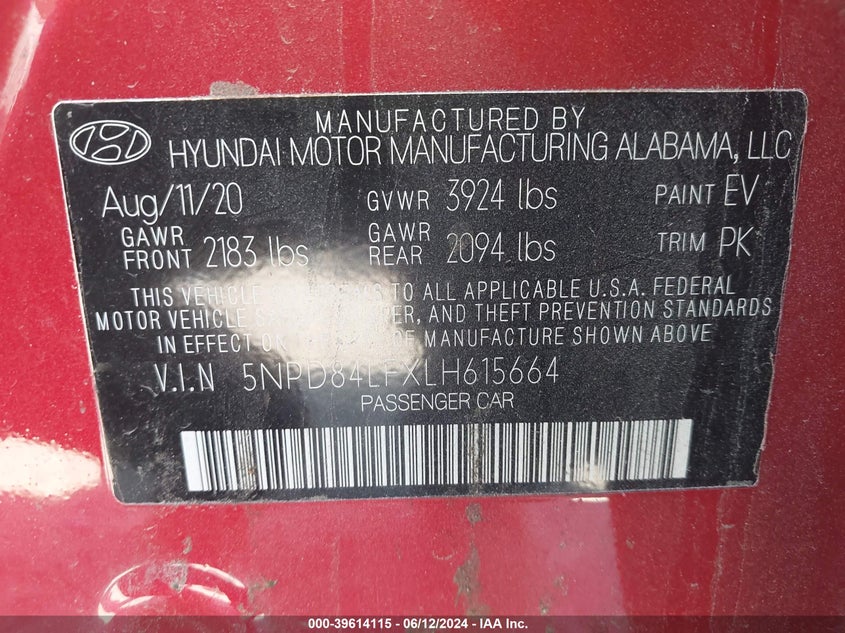 MANUFACTURED BY
HYUNDAI MOTOR MANUFACTURING ALABAMA, LLC
Aug/11/20 GVWR 3924 lbs PAINT EV
GAWR FRONT 2183 lbs GAWR REAR 2094 lbs TRIM PK
THIS VEHICLE TO ALL APPLICABLE U.S.A. FEDERAL
MOTOR VEHICLE AND THEFT PREVENTION STANDARDS
IN EFFECT OF MANUFACTURE SHOWN ABOVE
V.I.N 5NPD84LFXLH615664
PASSENGER CAR
000-39614115 - 06/12/2024 - IAA Inc.